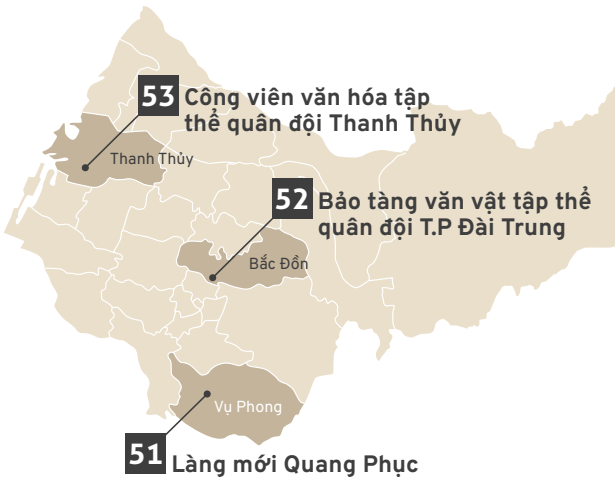 53 Công viên văn hóa tập
thể quân đội Thanh Thủy
Thanh Thủy
52 Bảo tàng văn vật tập thể
quân đội T.P Đài Trung
Bắc Đồn
Vụ Phong
51 Làng mới Quang Phục